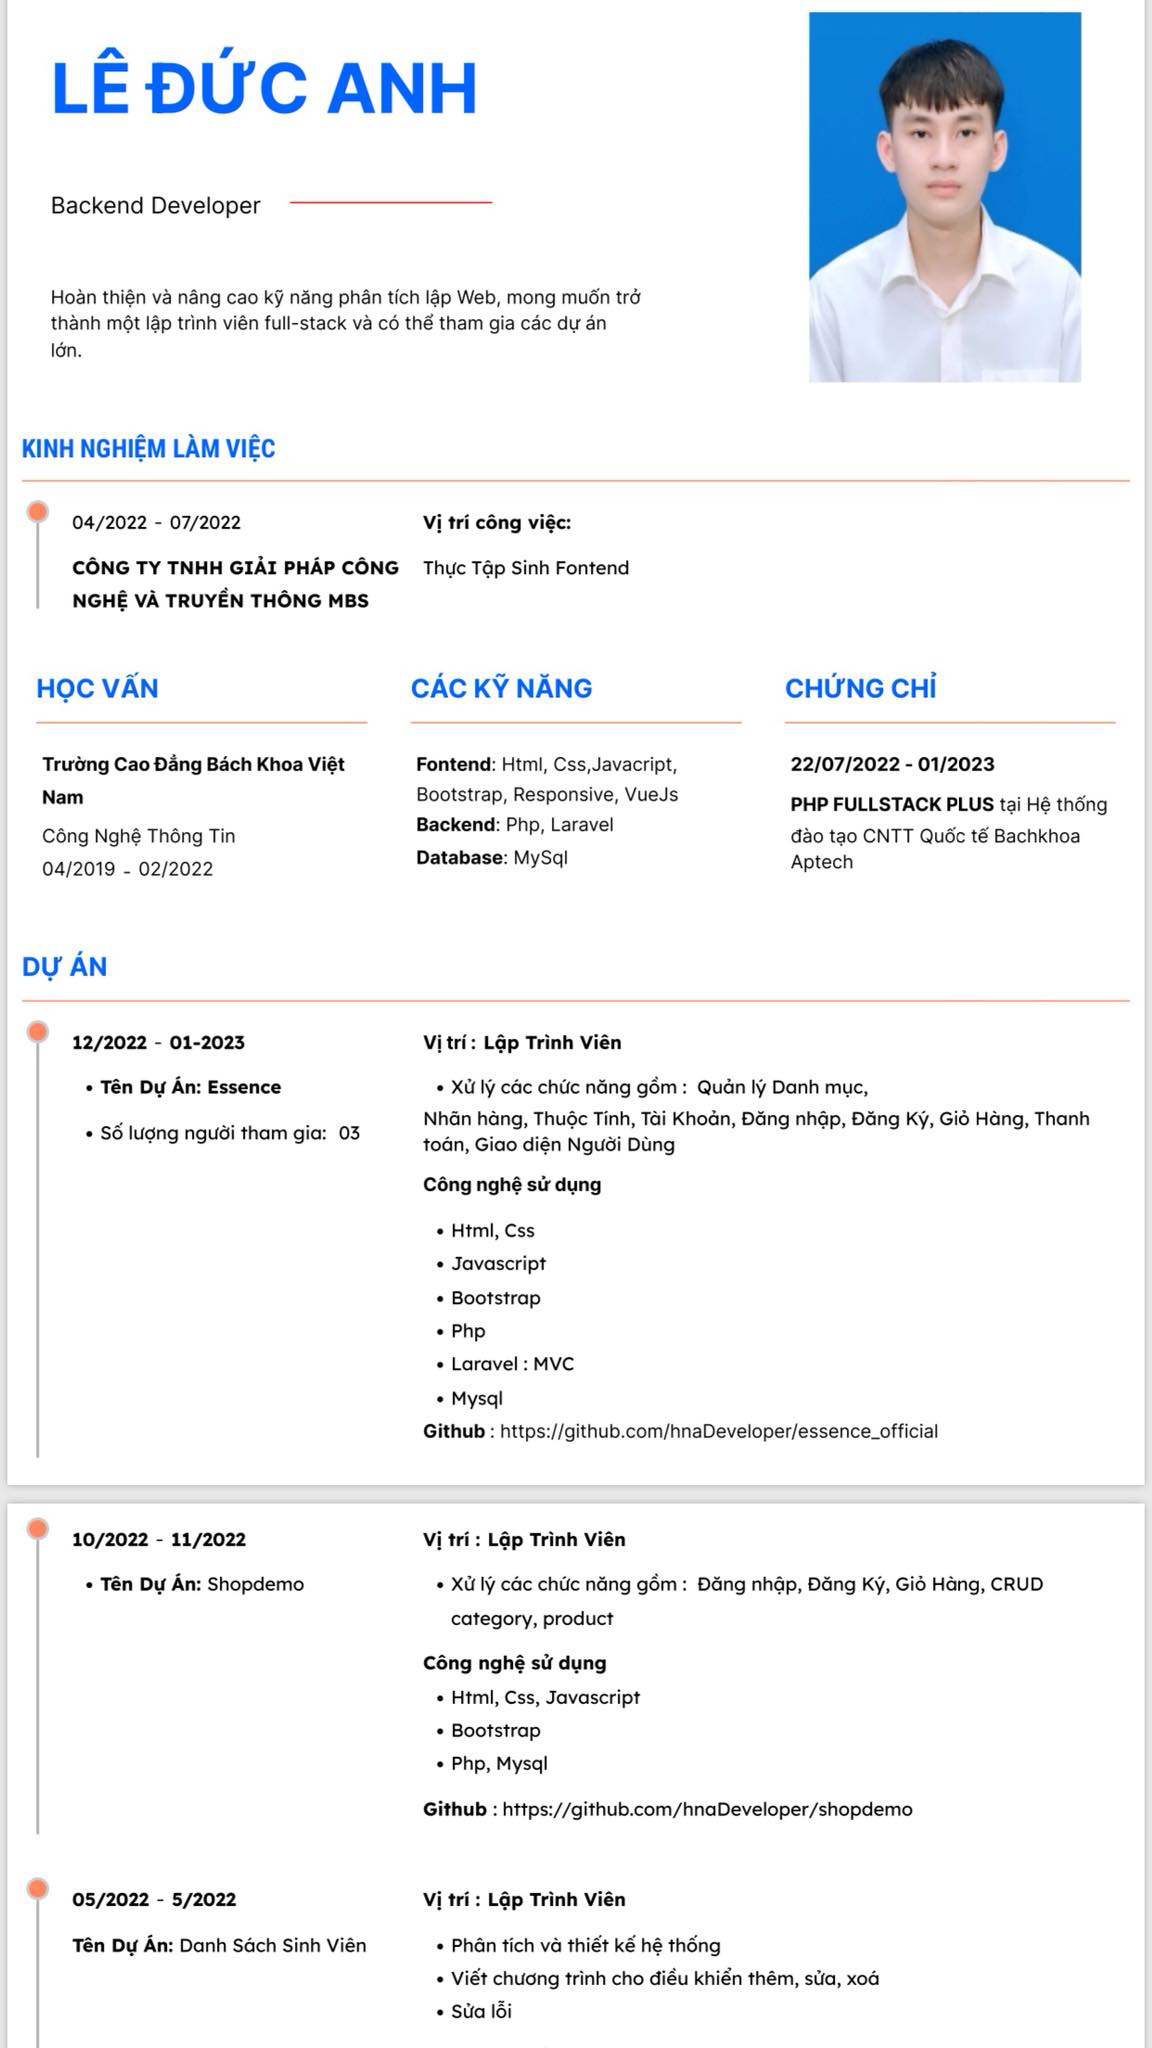 LÊ ĐỨC ANH
Backend Developer
Hoàn thiện và nâng cao kỹ năng phân tích lập Web, mong muốn trở
thành một lập trình viên full-stack và có thể tham gia các dự án
lớn.
KINH NGHIỆM LÀM VIỆC
04/2022 - 07/2022
CÔNG TY TNHH GIẢI PHÁP CÔNG
NGHỆ VÀ TRUYỀN THÔNG MBS
Vị trí công việc:
Thực Tập Sinh Fontend
HỌC VẤN
Trường Cao Đẳng Bách Khoa Việt
Nam
Công Nghệ Thông Tin
04/2019 - 02/2022
CÁC KỸ NĂNG
Fontend: Html, Css,Javacript,
Bootstrap, Responsive, VueJs
Backend: Php, Laravel
Database: MySql
CHỨNG CHỈ
22/07/2022 - 01/2023
PHP FULLSTACK PLUS tại Hệ thống
đào tạo CNTT Quốc tế Bachkhoa
Aptech
DỰ ÁN
12/2022 - 01-2023
• Tên Dự Án: Essence
• Số lượng người tham gia: 03
Vị trí : Lập Trình Viên
• Xử lý các chức năng gồm : Quản lý Danh mục,
Nhãn hàng, Thuộc Tính, Tài Khoản, Đăng nhập, Đăng Ký, Giỏ Hàng, Thanh
toán, Giao diện Người Dùng
Công nghệ sử dụng
• Html, Css
• Javascript
• Bootstrap
• Php
• Laravel : MVC
• Mysql
Github : https://github.com/hnaDeveloper/essence_official
10/2022 - 11/2022
• Tên Dự Án: Shopdemo
Vị trí : Lập Trình Viên
• Xử lý các chức năng gồm : Đăng nhập, Đăng Ký, Giỏ Hàng, CRUD
category, product
Công nghệ sử dụng
• Html, Css, Javascript
• Bootstrap
• Php, Mysql
Github : https://github.com/hnaDeveloper/shopdemo
05/2022 - 5/2022
Tên Dự Án: Danh Sách Sinh Viên
Vị trí : Lập Trình Viên
• Phân tích và thiết kế hệ thống
• Viết chương trình cho điều khiển thêm, sửa, xoá
• Sửa lỗi